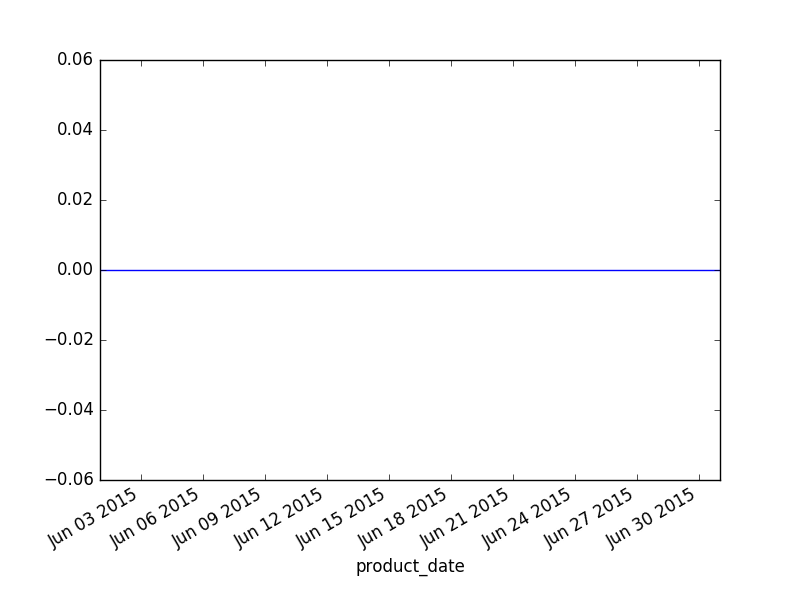 0.06
0.04
0.02
0.00
−0.02
−0.04
−0.06
Jun 03 2015
Jun 06 2015
Jun 09 2015
Jun 12 2015
Jun 15 2015
Jun 18 2015
Jun 21 2015
Jun 24 2015
Jun 27 2015
Jun 30 2015
product_date